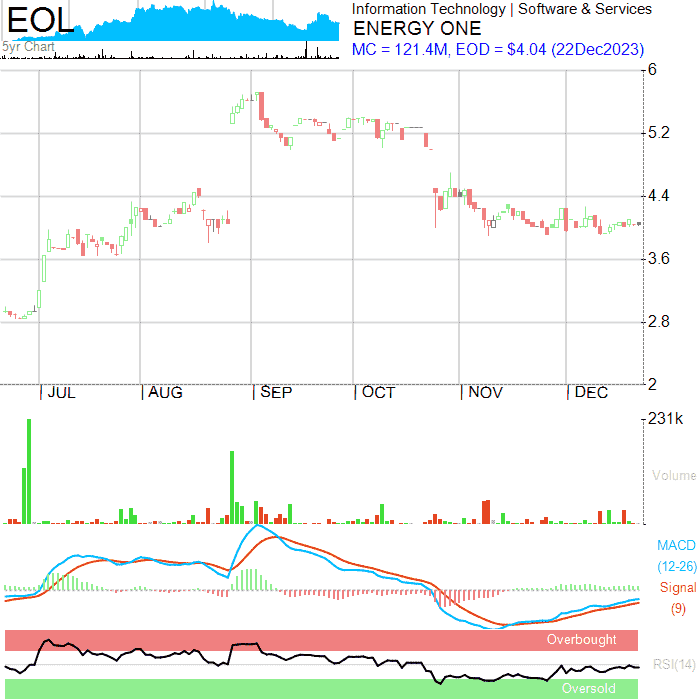 EOL
5yr Chart
Information Technology | Software & Services
ENERGY ONE
MC = 121.4M, EOD = $4.04 (22Dec2023)
6
5.2
4.4
3.6
2.8
2
JUL AUG SEP OCT NOV DEC
231k
Volume
MACD
(12-26)
Signal
(9)
Overbought
RSI(14)
Oversold